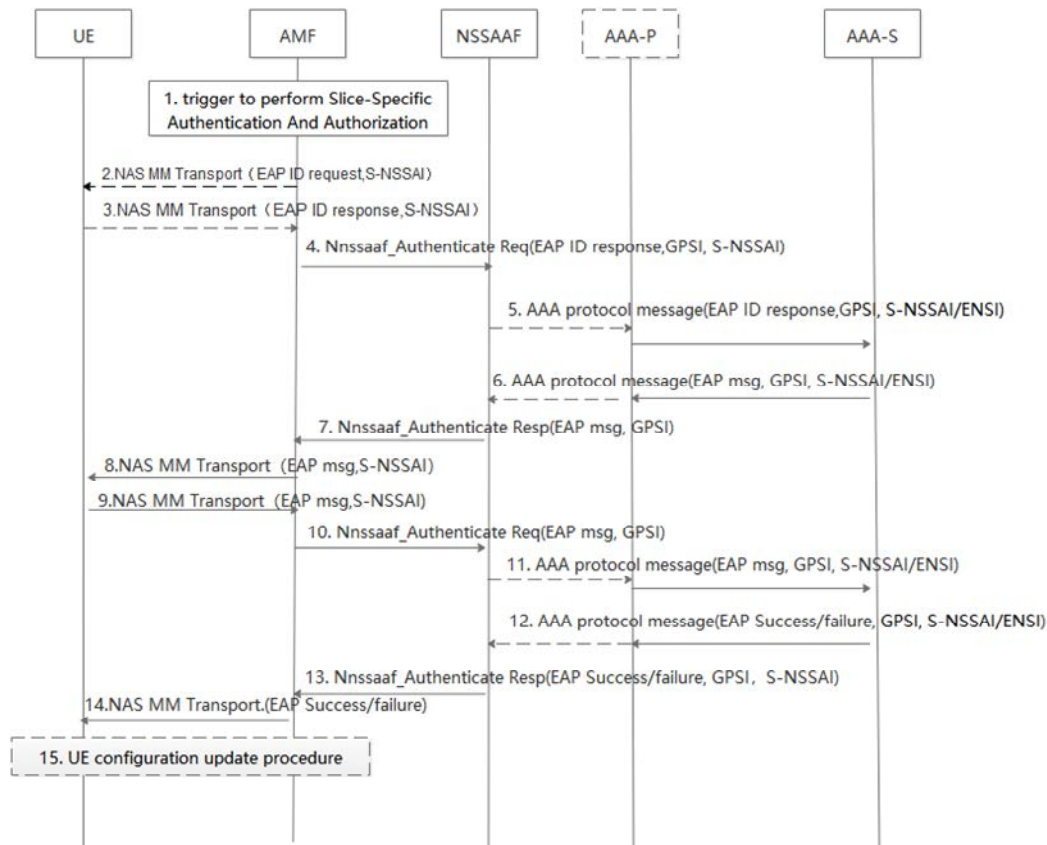 UE
AMF
NSSAAF
AAA-P
AAA-S
1. trigger to perform Slice-Specific
Authentication And Authorization
2.NAS MM Transport（EAP ID request,S-NSSAI）
3.NAS MM Transport（EAP ID response,S-NSSAI）
4. Nnssaaf_Authenticate Req(EAP ID response,GPSI, S-NSSAI)
5. AAA protocol message(EAP ID response,GPSI, S-NSSAI/ENSI)
6. AAA protocol message(EAP msg, GPSI, S-NSSAI/ENSI)
7. Nnssaaf_Authenticate Resp(EAP msg, GPSI)
8.NAS MM Transport（EAP msg,S-NSSAI）
9.NAS MM Transport（EAP msg,S-NSSAI）
10. Nnssaaf_Authenticate Req(EAP msg, GPSI)
11. AAA protocol message(EAP msg, GPSI, S-NSSAI/ENSI)
12. AAA protocol message(EAP Success/failure, GPSI, S-NSSAI/ENSI)
13. Nnssaaf_Authenticate Resp(EAP Success/failure, GPSI，S-NSSAI)
14.NAS MM Transport.(EAP Success/failure)
15. UE configuration update procedure